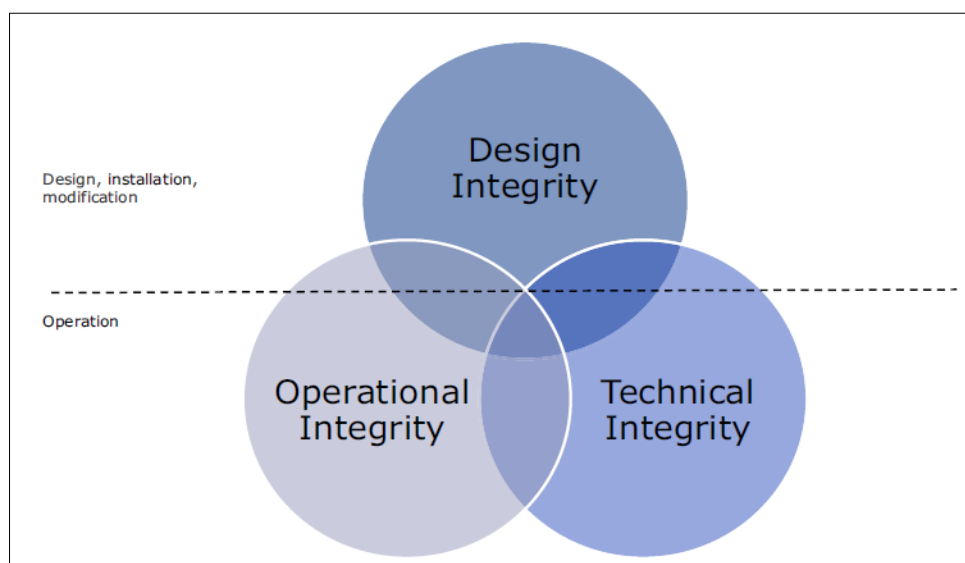 Design
Integrity
Design, installation,
modification
Operation
Operational
Integrity
Technical
Integrity